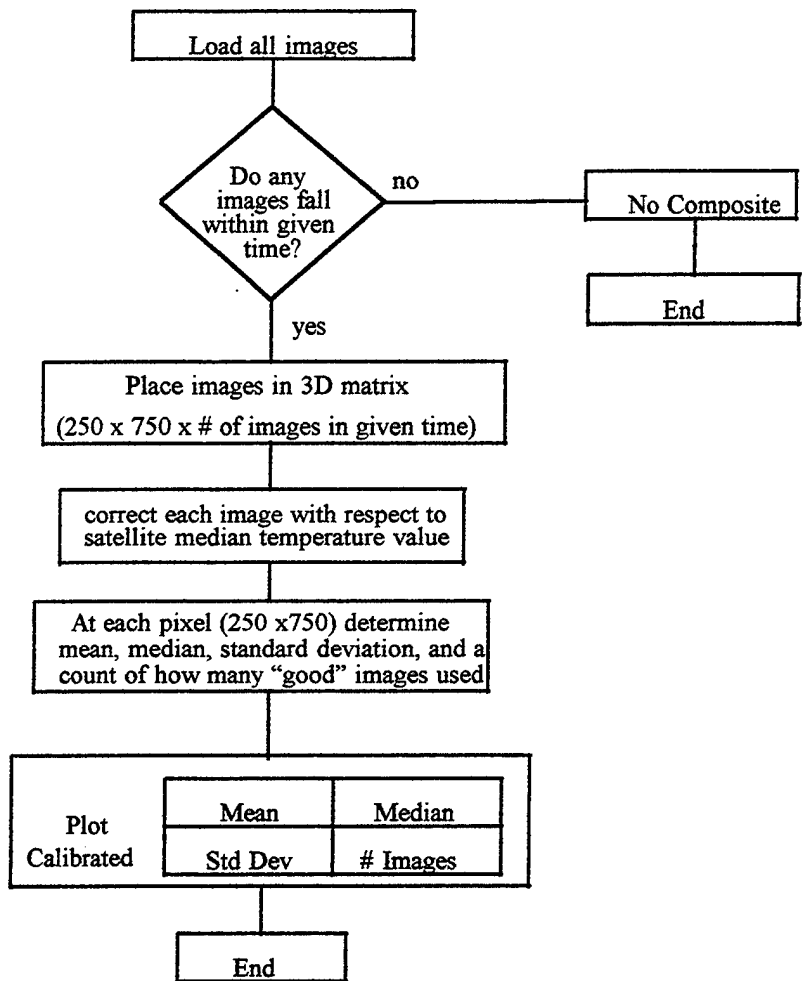 Load all images
Do any
images fall
within given
time?
no
No Composite
End
yes
Place images in 3D matrix
(250 x 750 x # of images in given time)
correct each image with respect to
satellite median temperature value
At each pixel (250 x750) determine
mean, median, standard deviation, and a
count of how many “good” images used
Plot
Calibrated
Mean
Median
Std Dev
# Images
End